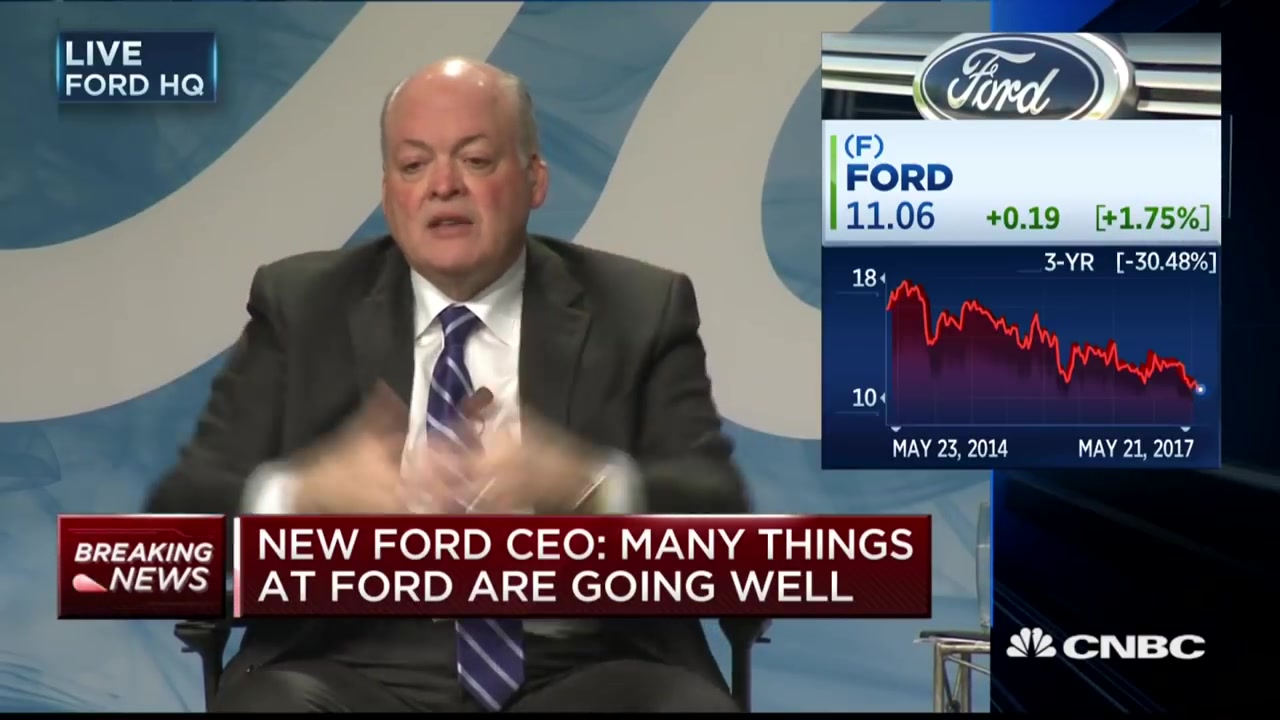 LIVE
FORD HQ
Ford
(F)
FORD
11.06 +0.19 [+1.75%]
3-YR [-30.48%]
18
10
MAY 23, 2014 MAY 21, 2017
BREAKING
NEWS
NEW FORD CEO: MANY THINGS
AT FORD ARE GOING WELL
CNBC